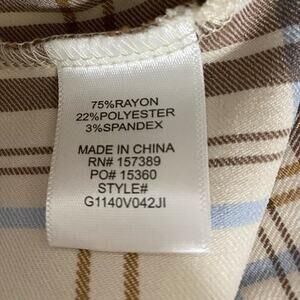 75%RAYON
22%POLYESTER
3%SPANDEX
MADE IN CHINA
RN# 157389
PO# 15360
STYLE#
G1140V042JI